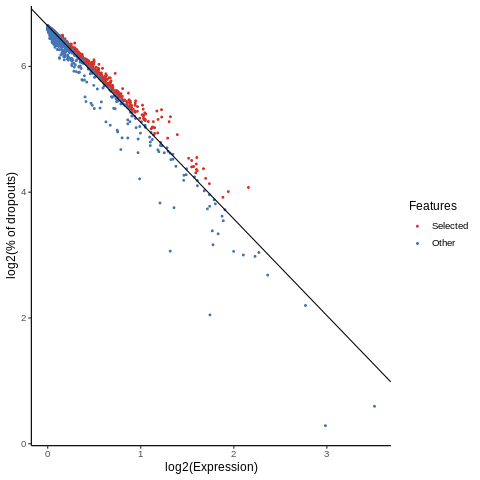 log2(% of dropouts)
6
4
2
0
0 1 2 3
log2(Expression)
Features
Selected
Other